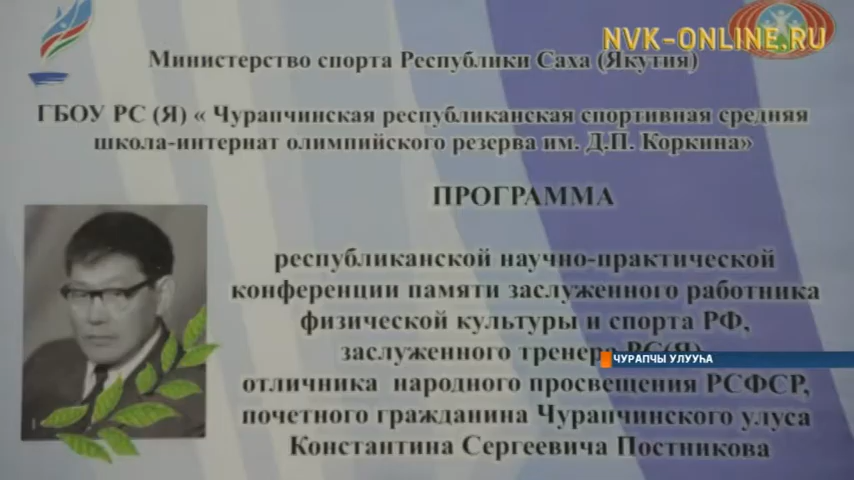 NVK-ONLINE.RU
Министерство спорта Республики Саха (Якутия)
ГБОУ РС (Я) « Чурапчинская республиканская спортивная средняя
школа-интернат олимпийского резерва им. Д.П. Коркина»
ПРОГРАММА
республиканской научно-практической
конференции памяти заслуженного работника
физической культуры и спорта РФ,
заслуженного тренера РС(Я)
ЧУРАПЧЫ УЛУУҺА
отличника народного просвещения РСФСР,
почетного гражданина Чурапчинского улуса
Константина Сергеевича Постникова